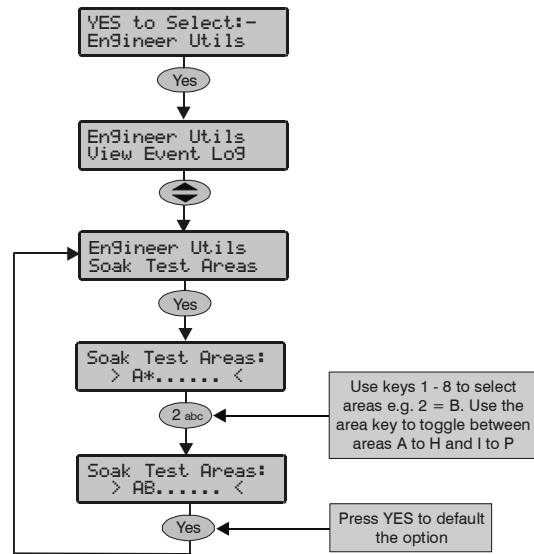 YES to Select:-
Engineer Utils
Yes
Engineer Utils
View Event Log
Engineer Utils
Soak Test Areas
Yes
Soak Test Areas:
> A*...... <
2 abc
Use keys 1 - 8 to select
areas e.g. 2 = B. Use the
area key to toggle between
areas A to H and I to P
Soak Test Areas:
> AB...... <
Yes
Press YES to default
the option